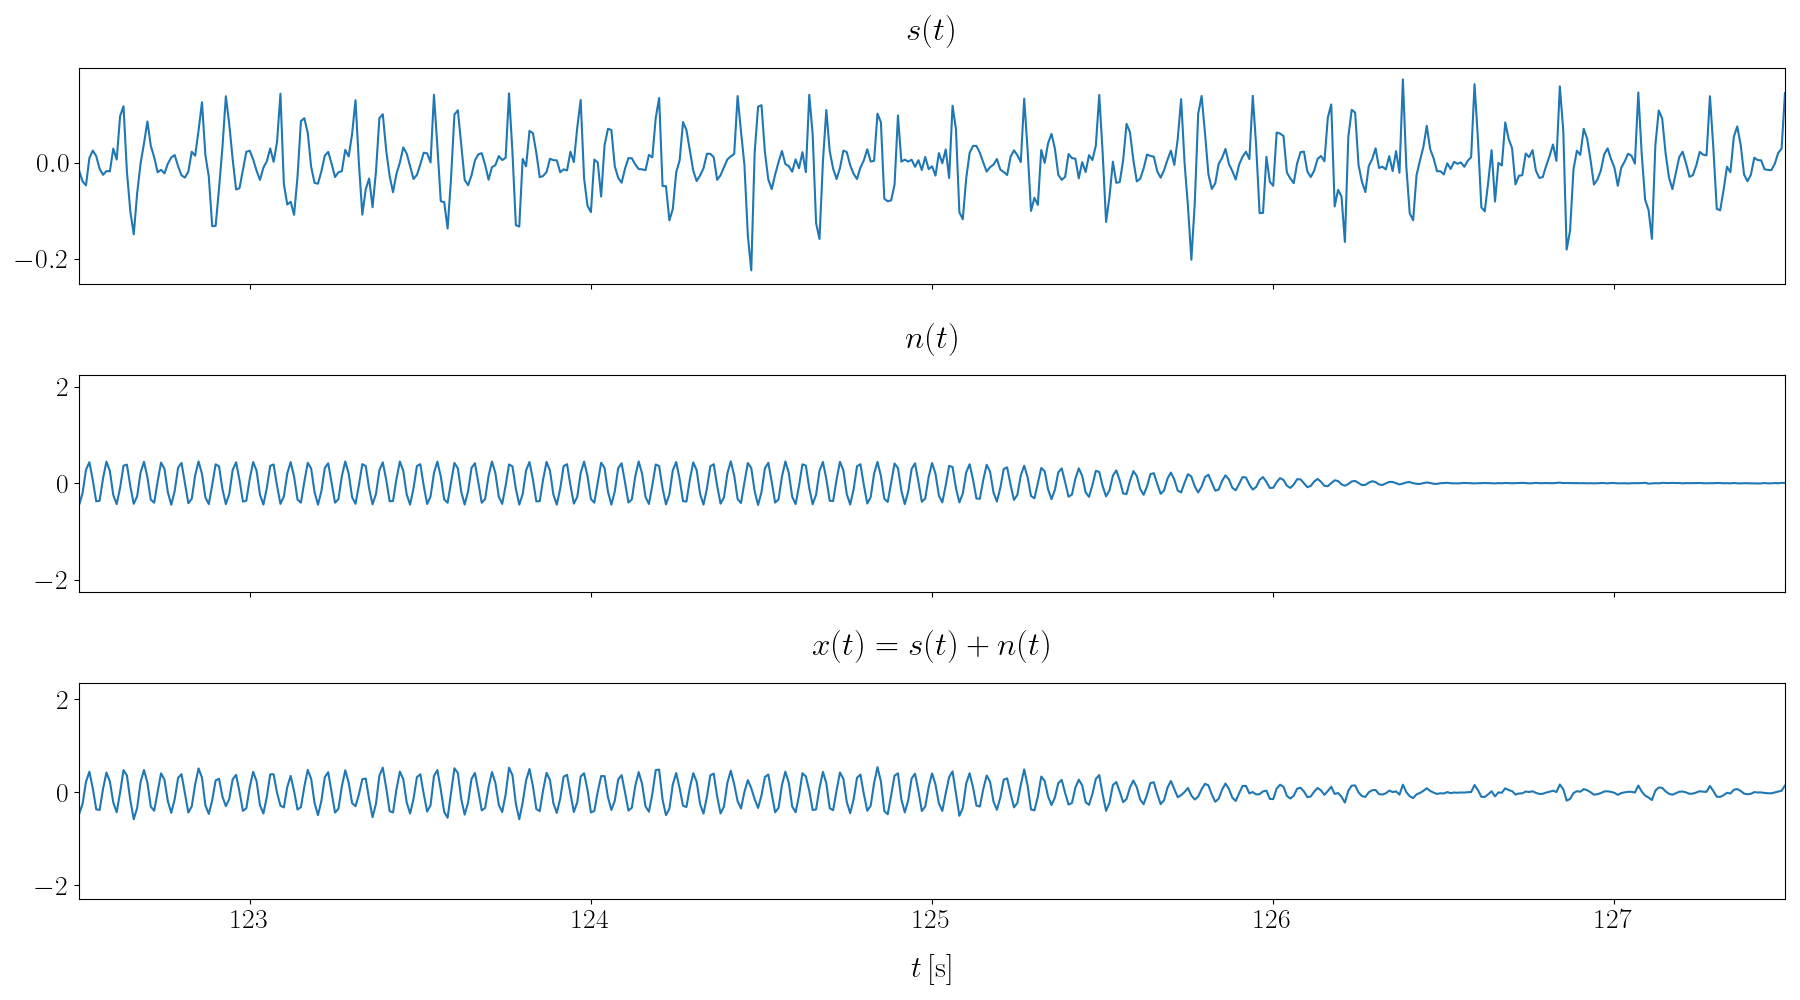 s(t)
0.0
−0.2
n(t)
2
0
−2
x(t) = s(t) + n(t)
2
0
−2
123 124 125 126 127
t [s]